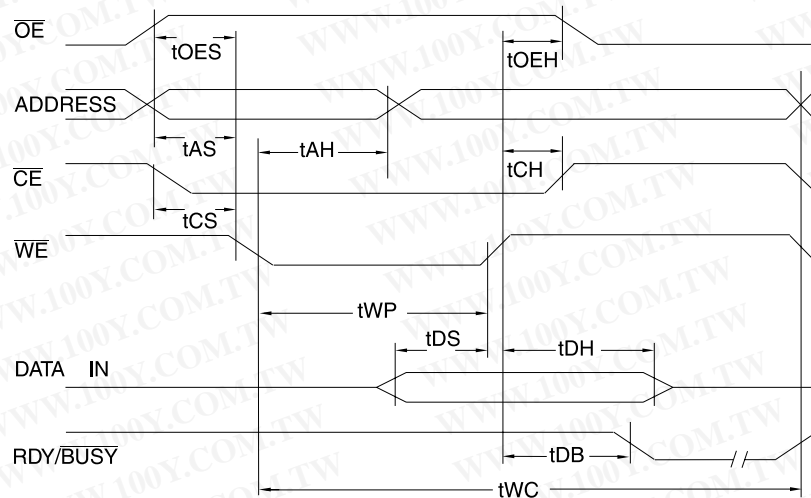 OE
tOES
tOEH
ADDRESS
tAS
tAH
tCH
CE
tCS
WE
tWP
tDS
tDH
DATA IN
RDY/BUSY
tDB
tWC
WWW.100Y.COM.TW